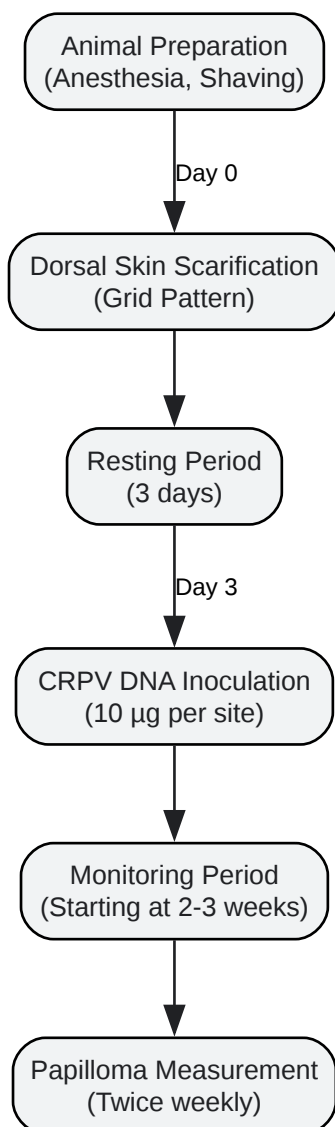 Animal Preparation
(Anesthesia, Shaving)
Day 0
Dorsal Skin Scarification
(Grid Pattern)
Resting Period
(3 days)
Day 3
CRPV DNA Inoculation
(10 µg per site)
Monitoring Period
(Starting at 2-3 weeks)
Papilloma Measurement
(Twice weekly)